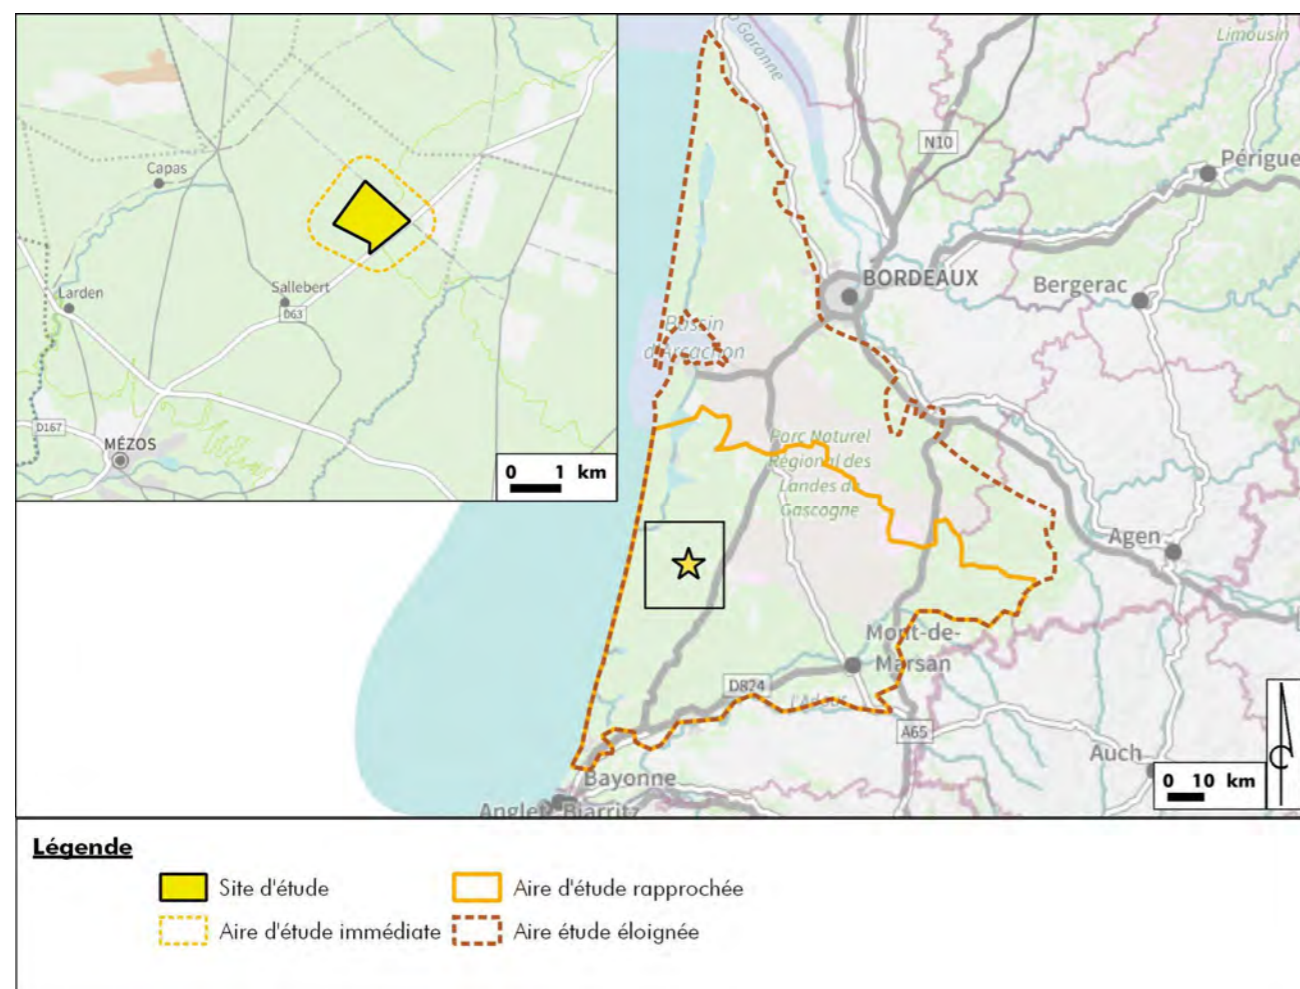 Capas
Larden
Sallebert
D63
D167
MÉZOS
0 1 km
Garonne
Limousin
N10
Périgue
BORDEAUX
Bergerac
Bassin
d'Arcachon
Parc Naturel
Régional des
Landes de
Gascogne
Agen
Mont-de-
Marsan
D824
l'Adour
A65
Auch
Bayonne
Anglet Biarritz
0 10 km
Légende
Site d'étude
Aire d'étude rapprochée
Aire d'étude immédiate
Aire étude éloignée